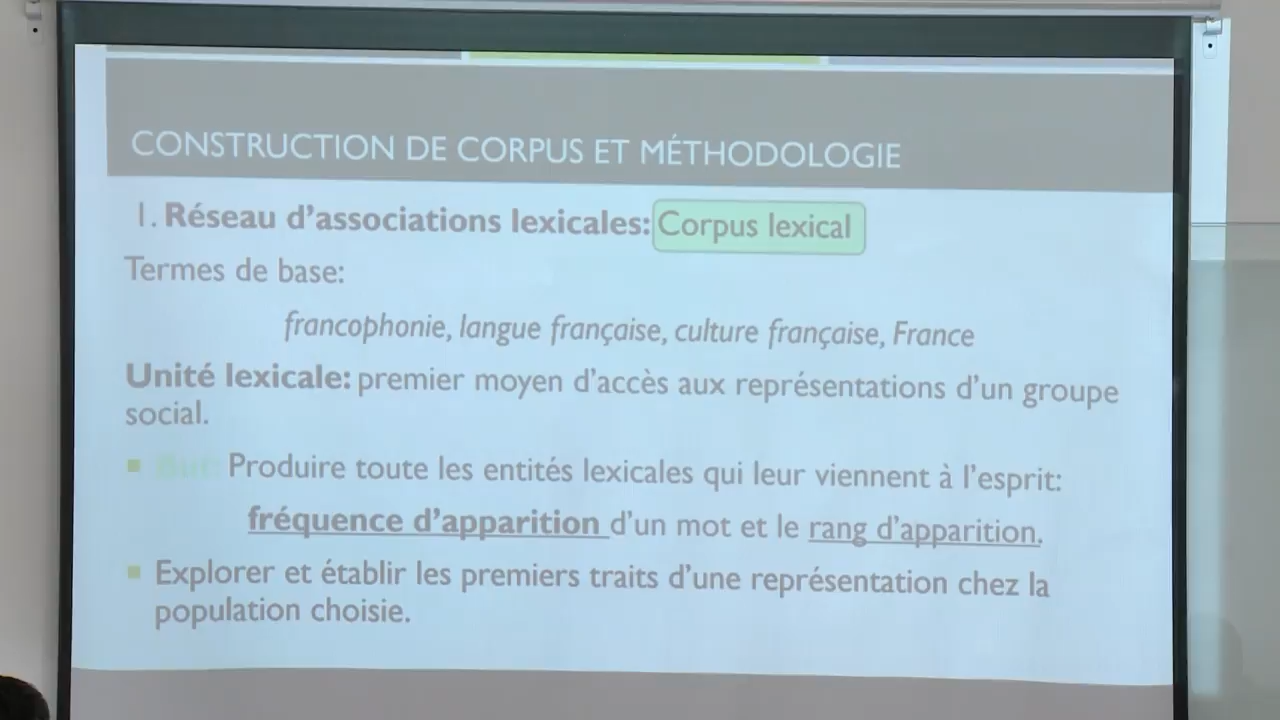 CONSTRUCTION DE CORPUS ET MÉTHODOLOGIE
1. Réseau d'associations lexicales: Corpus lexical
Termes de base:
francophonie, langue française, culture française, France
Unité lexicale: premier moyen d'accès aux représentations d'un groupe
social.
Produire toute les entités lexicales qui leur viennent à l'esprit:
fréquence d'apparition d'un mot et le rang d'apparition.
Explorer et établir les premiers traits d'une représentation chez la
population choisie.